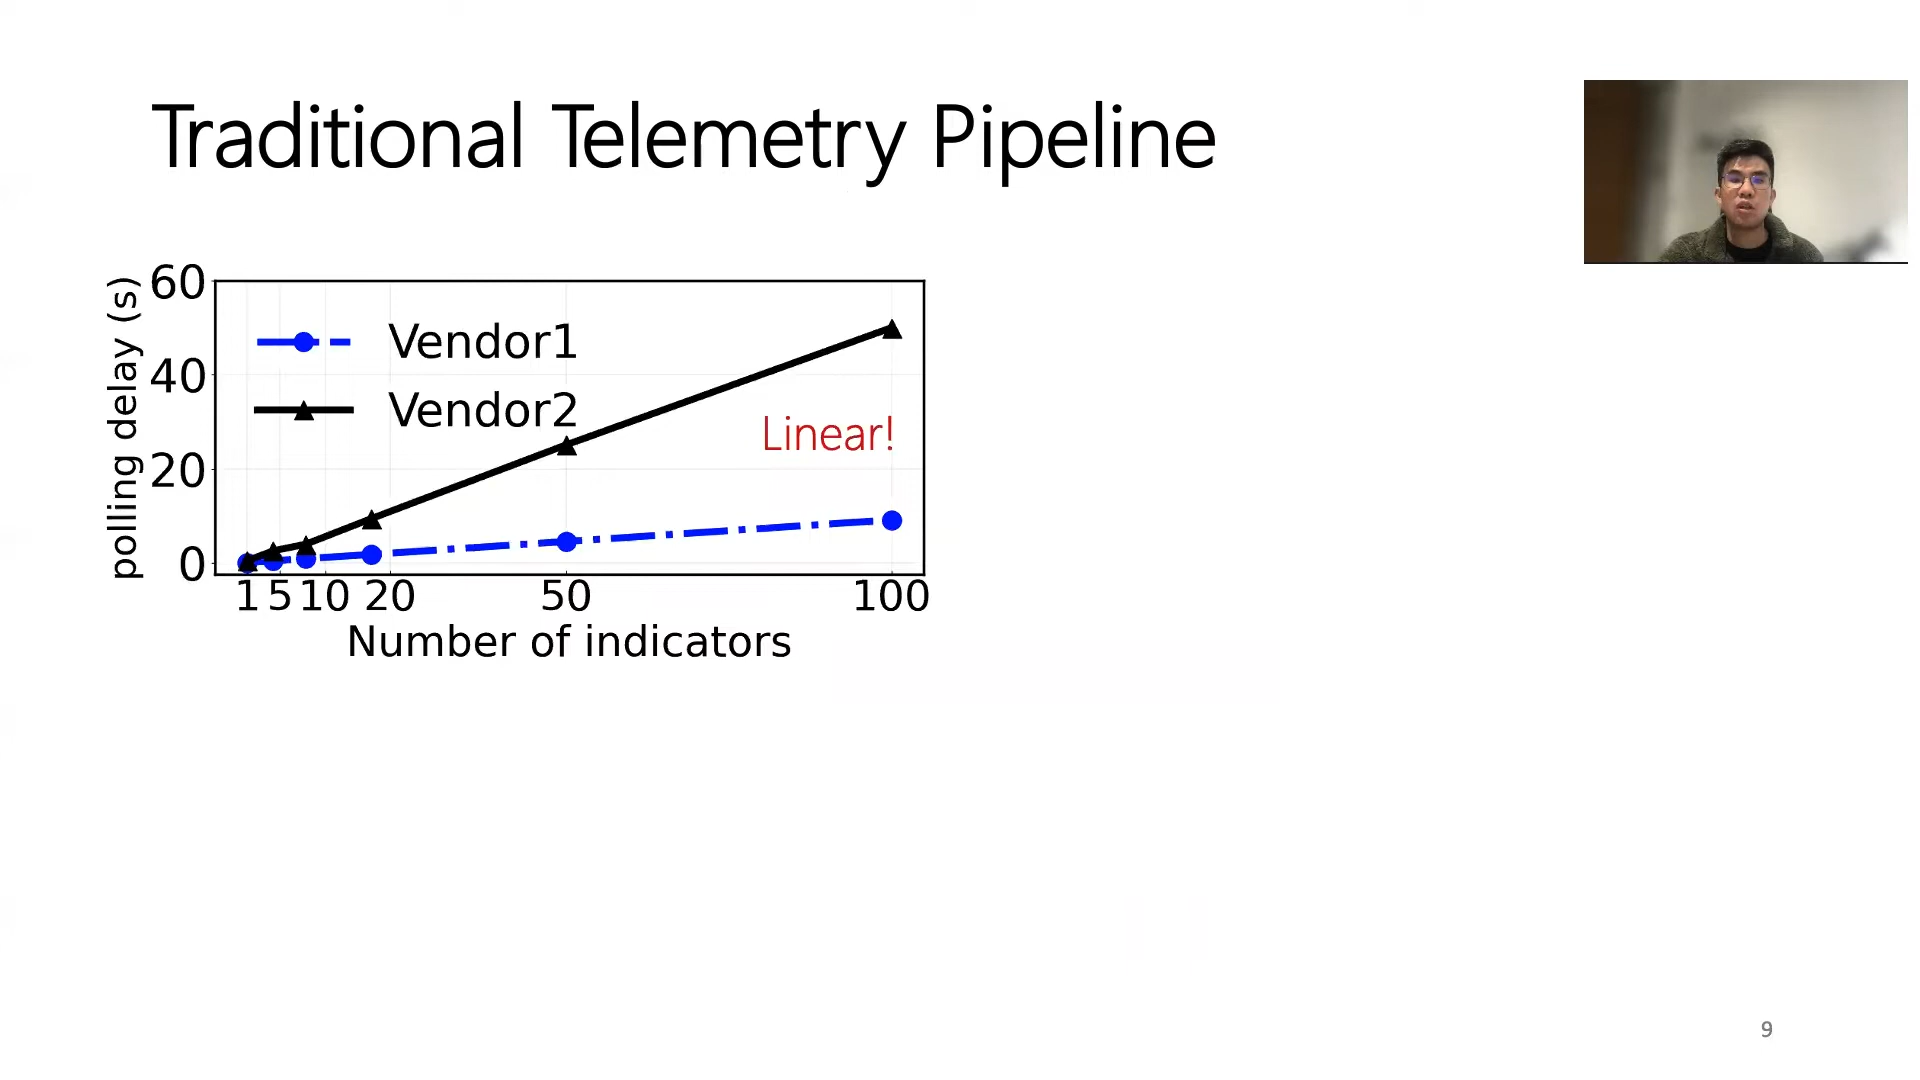 Traditional Telemetry Pipeline
polling delay (s)
60
40
20
0
Vendor1
Vendor2
Linear!
1 5 10 20 50 100
Number of indicators
9